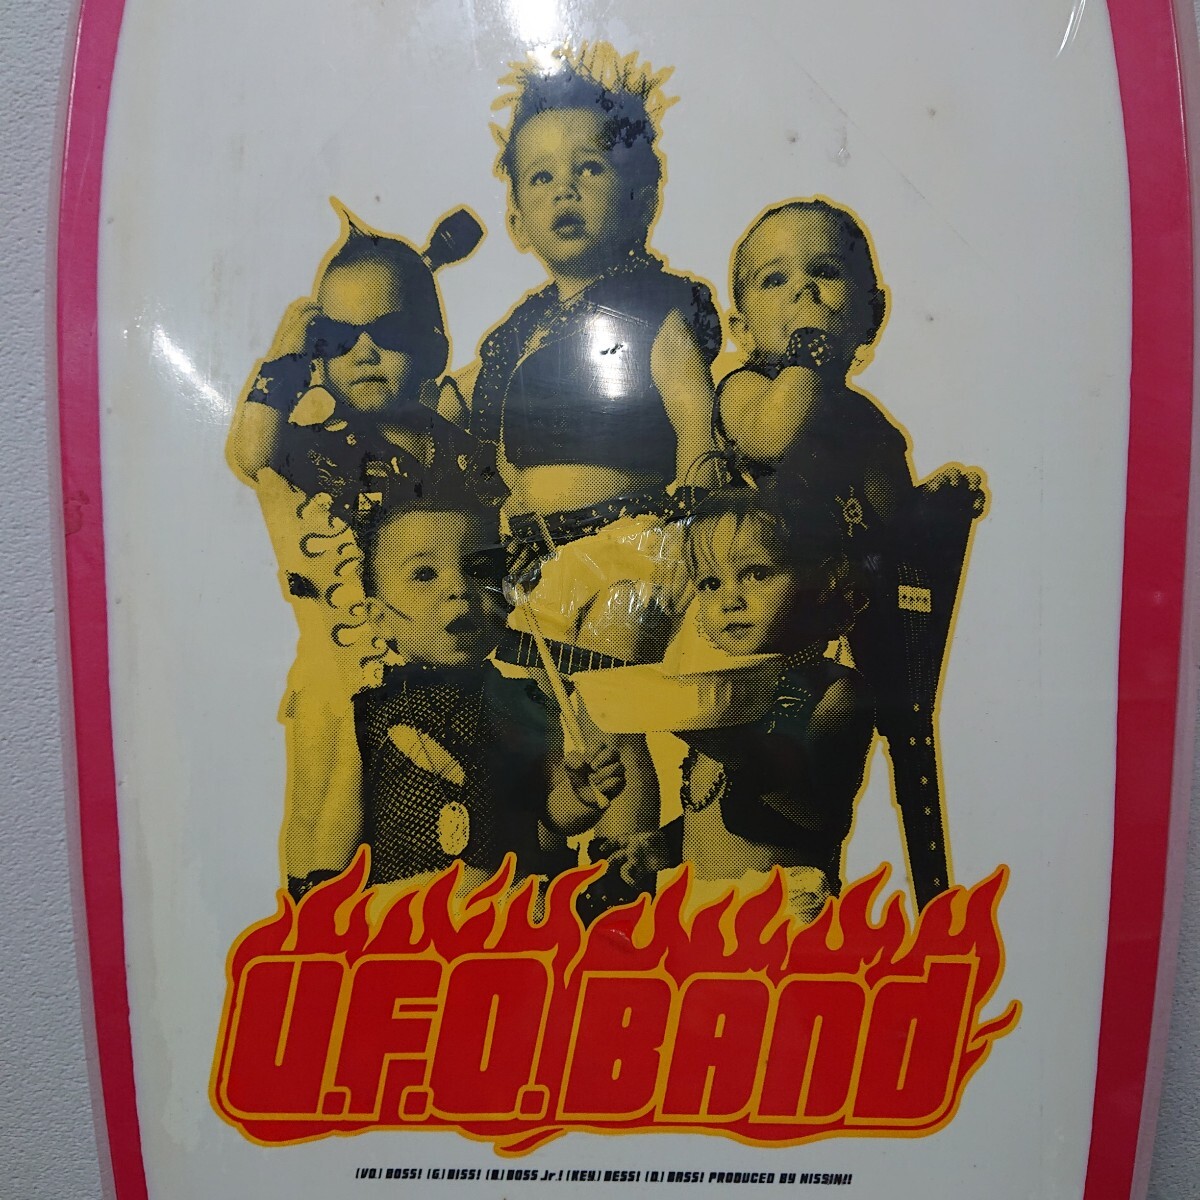 U.F.O. BAND
(VO.) BOSS! (G) BISS! (B.) BOSS Jr.! (KEY.) BESS! (D.) BASS! PRODUCED BY NISSIN!!